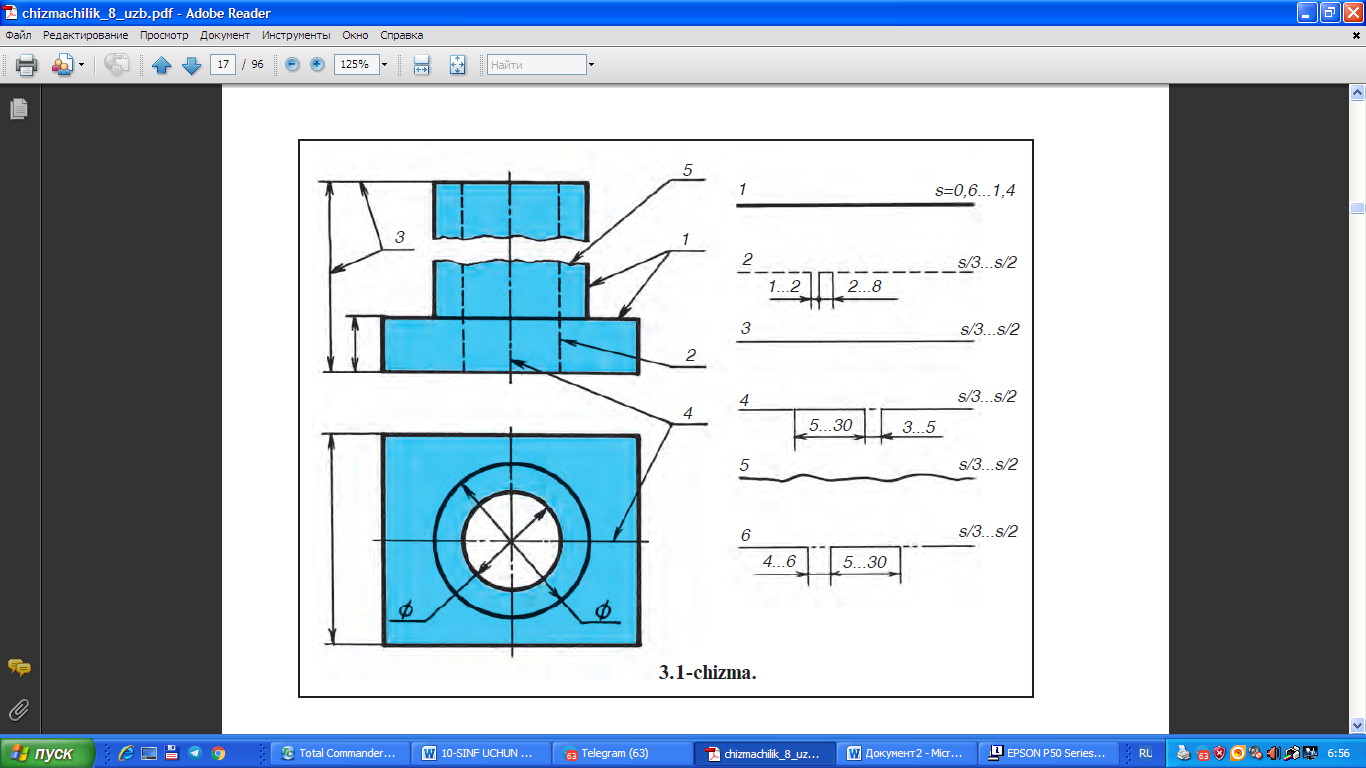 chizmachilik_8_uzb.pdf - Adobe Reader
Файл Редактирование Просмотр Документ Инструменты Окно Справка
17 / 96 125% Найти
5
3
1
2
4
ф ф
1 s=0,6...1,4
2 s/3...s/2
1...2 2...8
3 s/3...s/2
4 s/3...s/2
5...30 3...5
5 s/3...s/2
6 s/3...s/2
4...6 5...30
3.1-chizma.
пуск Total Commander... 10-SINF UCHUN ... 63 Telegram (63) chizmachilik_8_uz... Документ2 - Micr... EPSON P50 Series... RU 63 6:56